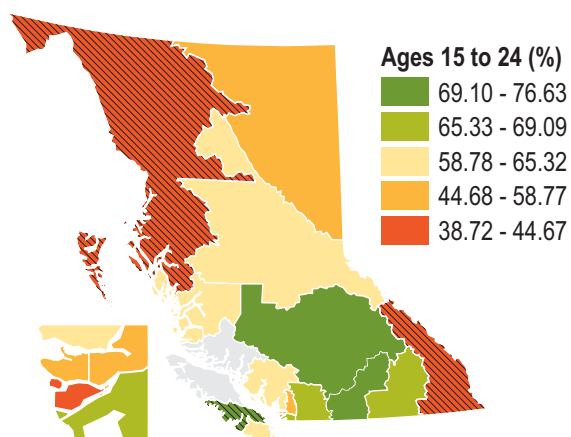 Ages 15 to 24 (%)
69.10 - 76.63
65.33 - 69.09
58.78 - 65.32
44.68 - 58.77
38.72 - 44.67